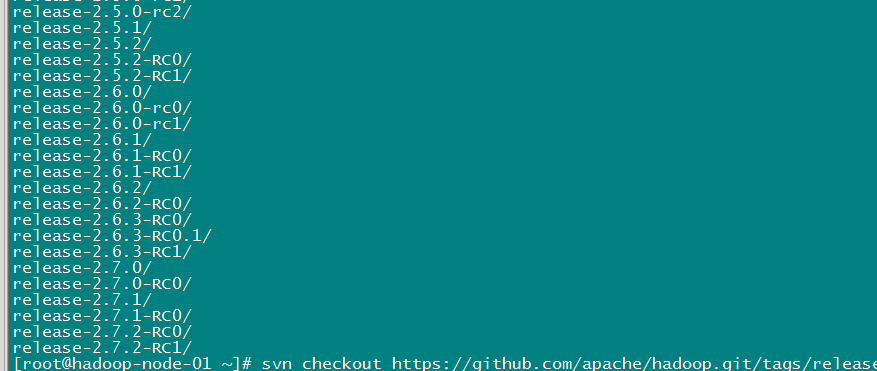 release-2.5.0-rc2/
release-2.5.1/
release-2.5.2/
release-2.5.2-RC0/
release-2.5.2-RC1/
release-2.6.0/
release-2.6.0-rc0/
release-2.6.0-rc1/
release-2.6.1/
release-2.6.1-RC0/
release-2.6.1-RC1/
release-2.6.2/
release-2.6.2-RC0/
release-2.6.3-RC0/
release-2.6.3-RC0.1/
release-2.6.3-RC1/
release-2.7.0/
release-2.7.0-RC0/
release-2.7.1/
release-2.7.1-RC0/
release-2.7.2-RC0/
release-2.7.2-RC1/
[root@hadoop-node-01 ~]# svn checkout https://github.com/apache/hadoop.git/tags/release